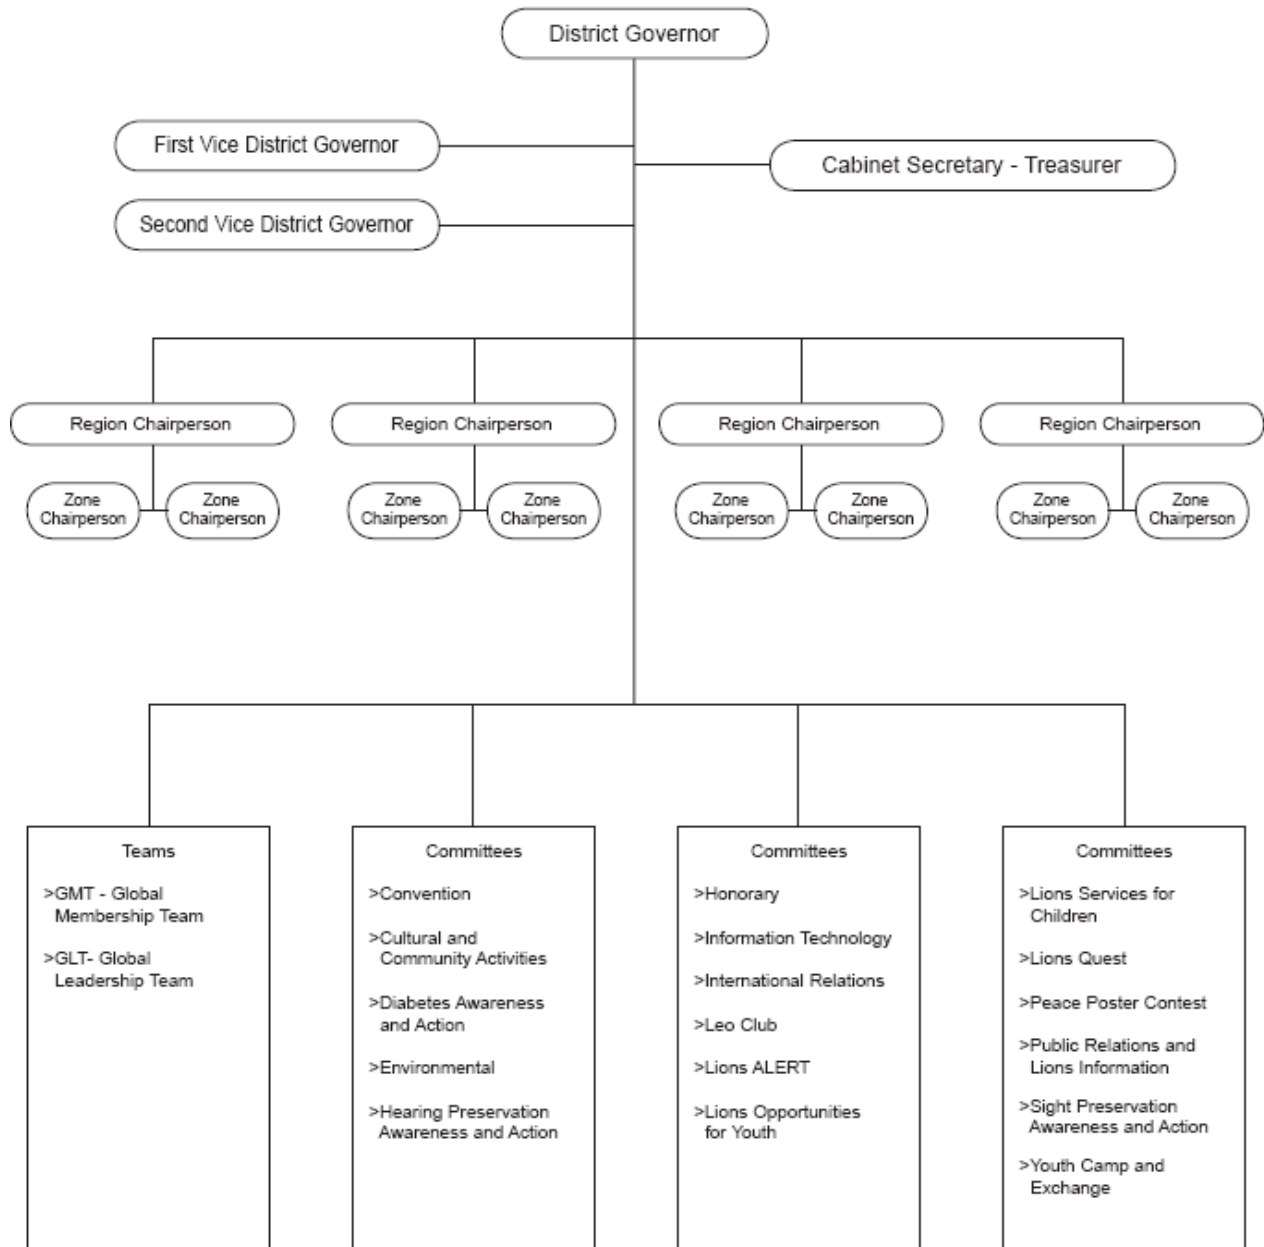 District Governor
First Vice District Governor
Cabinet Secretary - Treasurer
Second Vice District Governor
Region Chairperson
Region Chairperson
Region Chairperson
Region Chairperson
Zone
Chairperson
Zone
Chairperson
Zone
Chairperson
Zone
Chairperson
Zone
Chairperson
Zone
Chairperson
Zone
Chairperson
Zone
Chairperson
Teams
>GMT - Global
Membership Team
>GLT- Global
Leadership Team
Committees
>Convention
>Cultural and
Community Activities
>Diabetes Awareness
and Action
>Environmental
>Hearing Preservation
Awareness and Action
Committees
>Honorary
>Information Technology
>International Relations
>Leo Club
>Lions ALERT
>Lions Opportunities
for Youth
Committees
>Lions Services for
Children
>Lions Quest
>Peace Poster Contest
>Public Relations and
Lions Information
>Sight Preservation
Awareness and Action
>Youth Camp and
Exchange